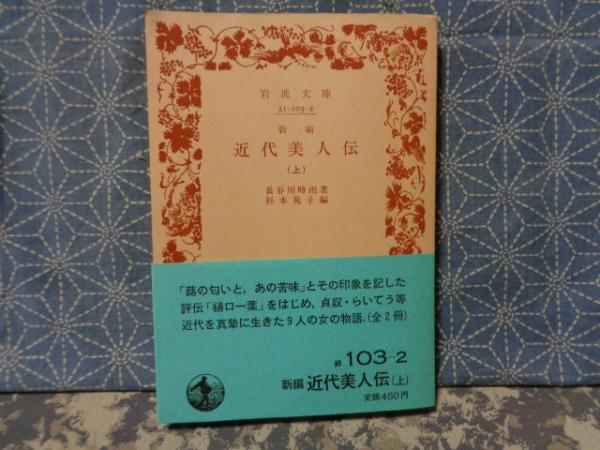 岩波文庫
31-103-2
新編
近代美人伝
(上)
長谷川時雨著
杉本苑子編
「蕗の匂いと,あの苦味」とその印象を記した
評伝「樋口一葉」をはじめ,貞奴・らいてう等
近代を真摯に生きた9人の女の物語.(全2冊)
緑 103-2
新編 近代美人伝(上)
定価450円